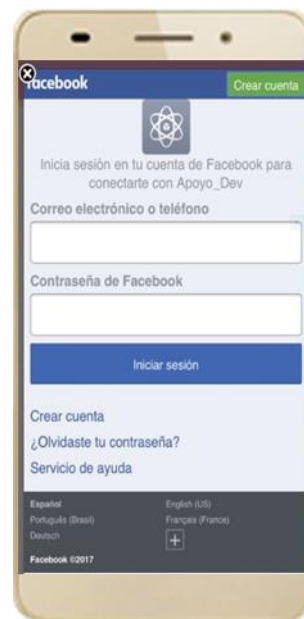 facebook
Crear cuenta
Inicia sesión en tu cuenta de Facebook para
conectarte con Apoyo_Dev
Correo electrónico o teléfono
Contraseña de Facebook
Iniciar sesión
Crear cuenta
¿Olvidaste tu contraseña?
Servicio de ayuda
Español
English (US)
Português (Brasil)
Français (France)
Deutsch
Facebook ©2017